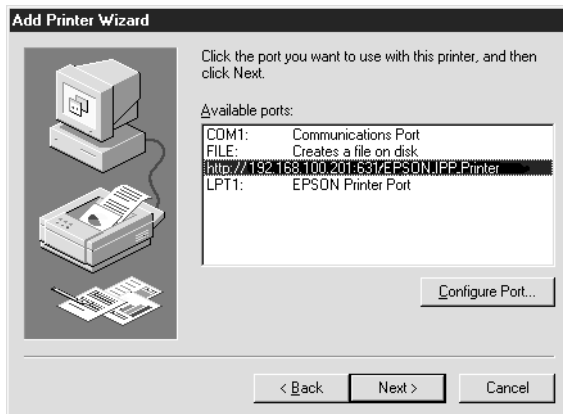 Add Printer Wizard
Click the port you want to use with this printer, and then
click Next.
Available ports:
COM1: Communications Port
FILE: Creates a file on disk
http://192.168.100.201:631/EPSON_IPP_Printer
LPT1: EPSON Printer Port
Configure Port...
< Back Next > Cancel